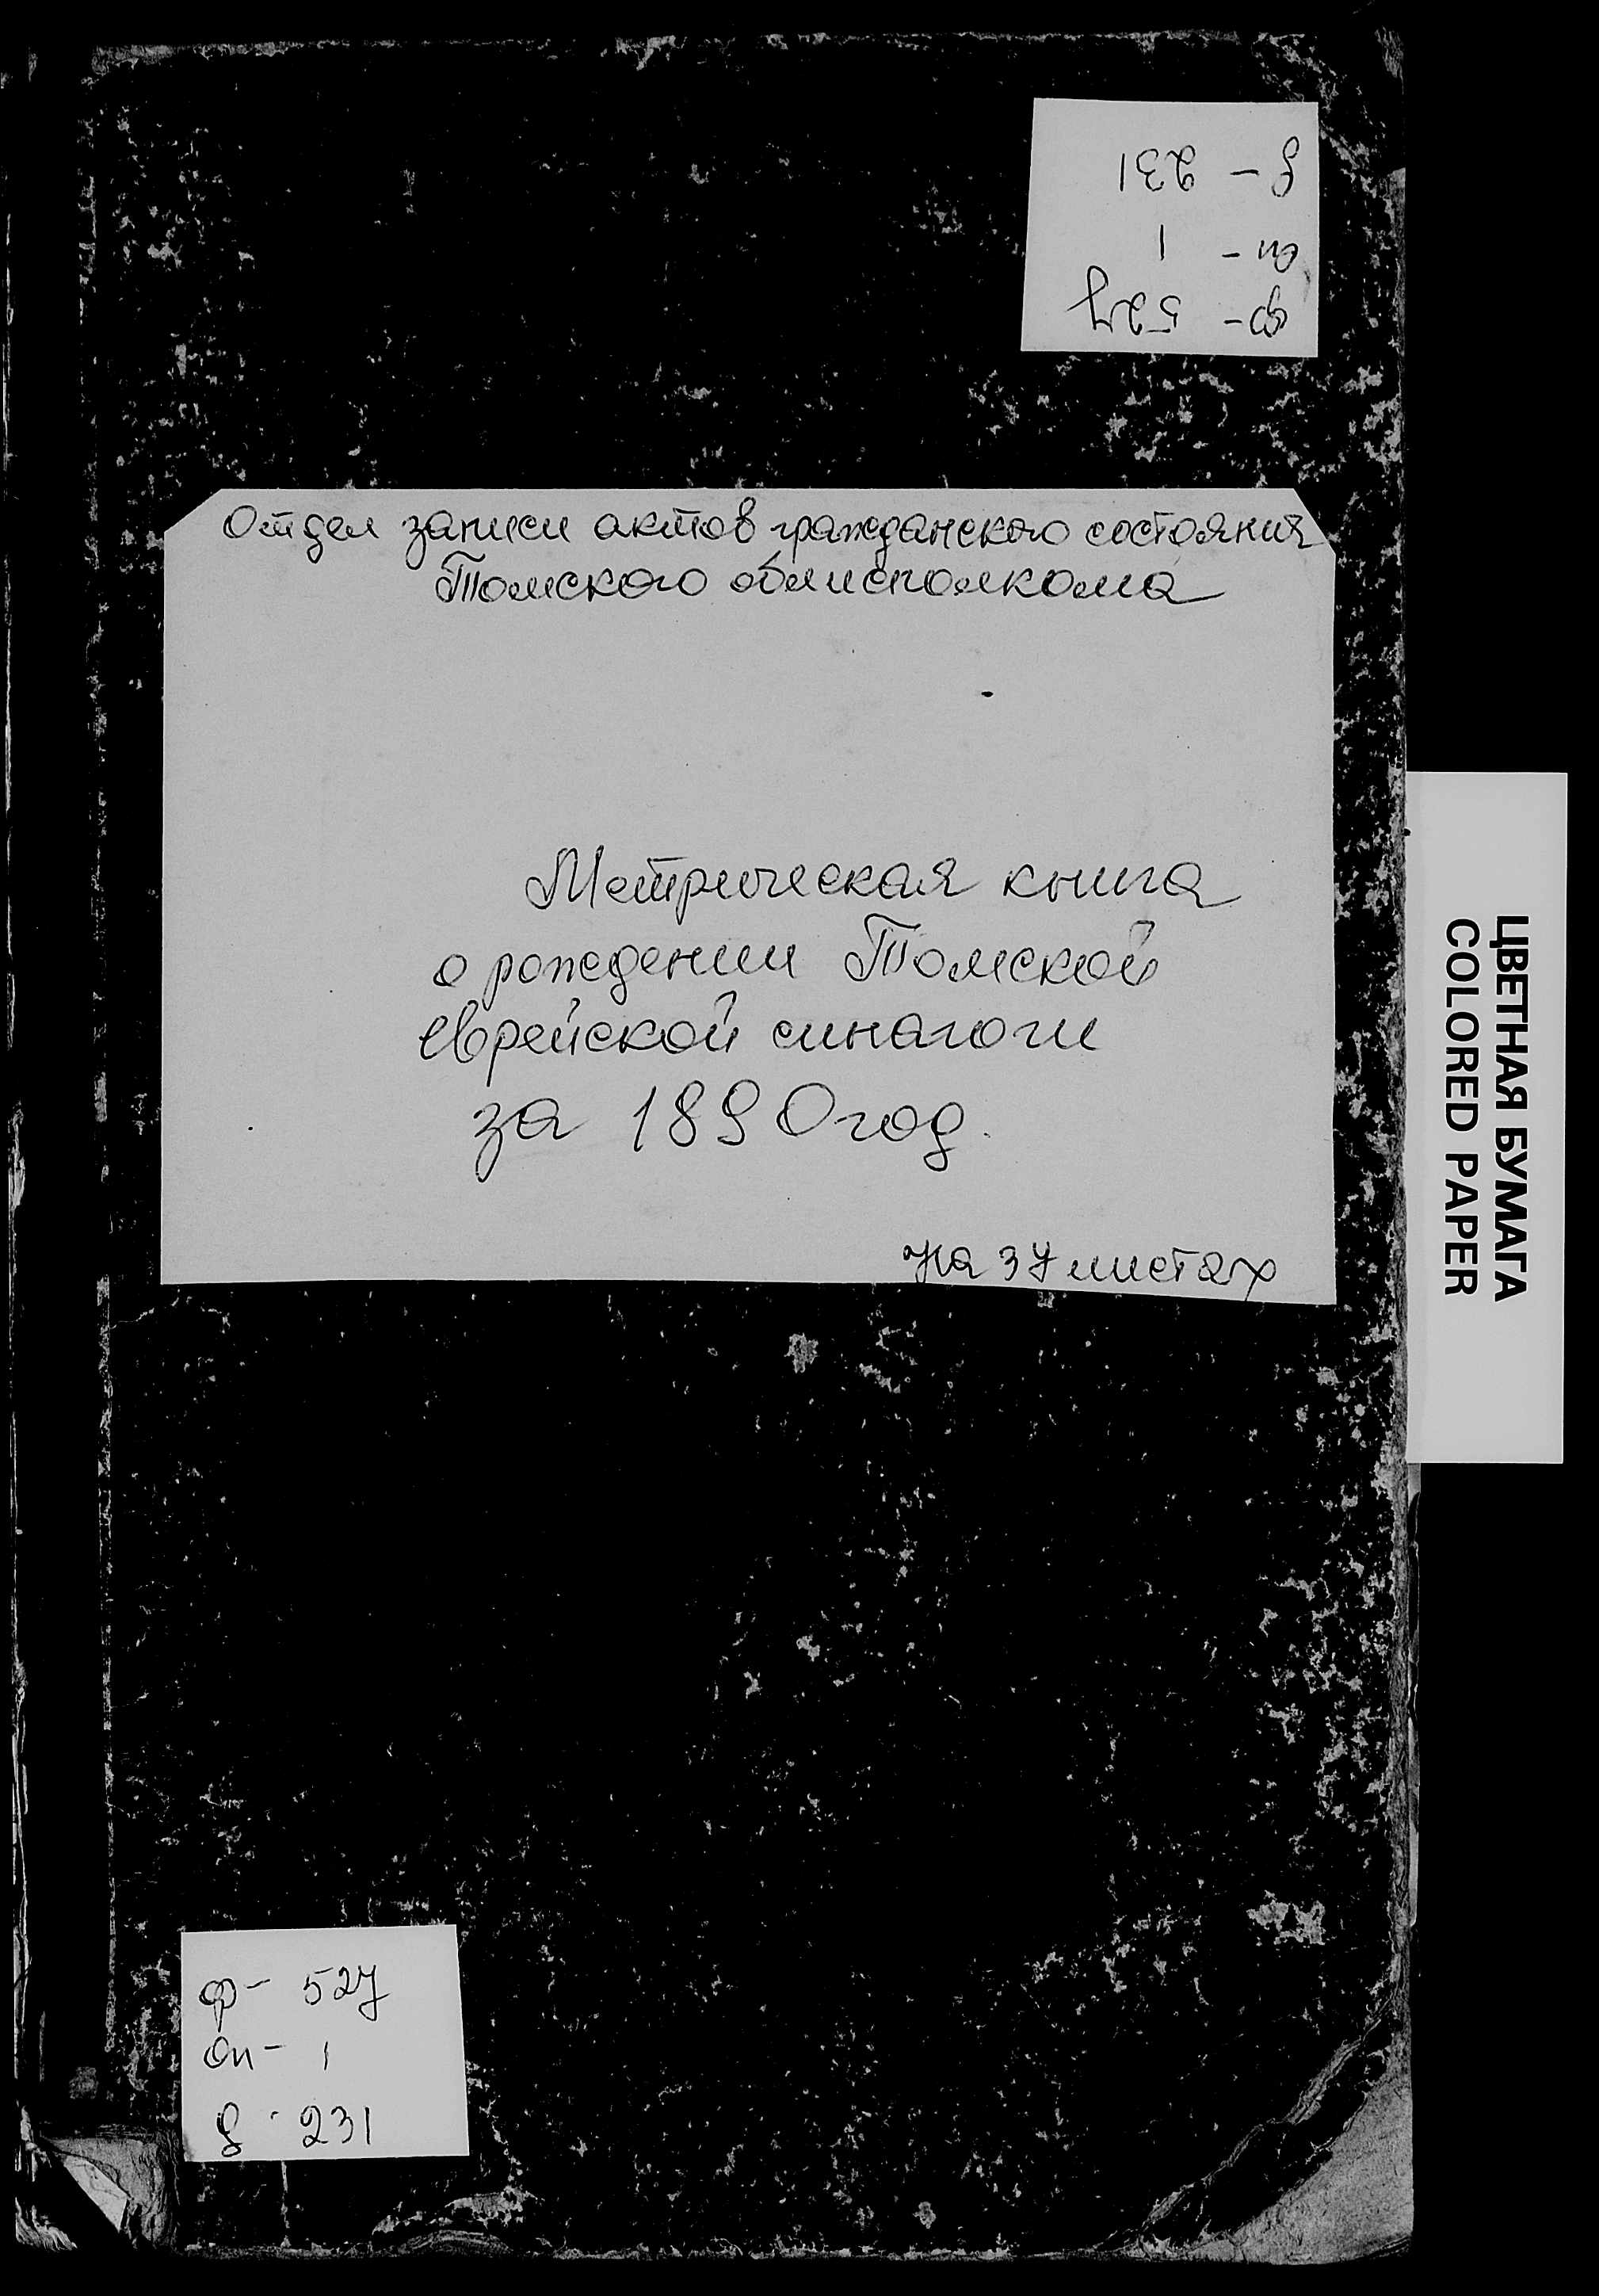 д - 231
оп - 1
ф - 527
Отдел записи актов гражданского состояния
Томского облисполкома
Метрическая книга
о рождении Томской
еврейской синагоги
за 1890 год.
На 37 листах
ЦВЕТНАЯ БУМАГА
COLORED PAPER
ф - 527
оп - 1
д - 231